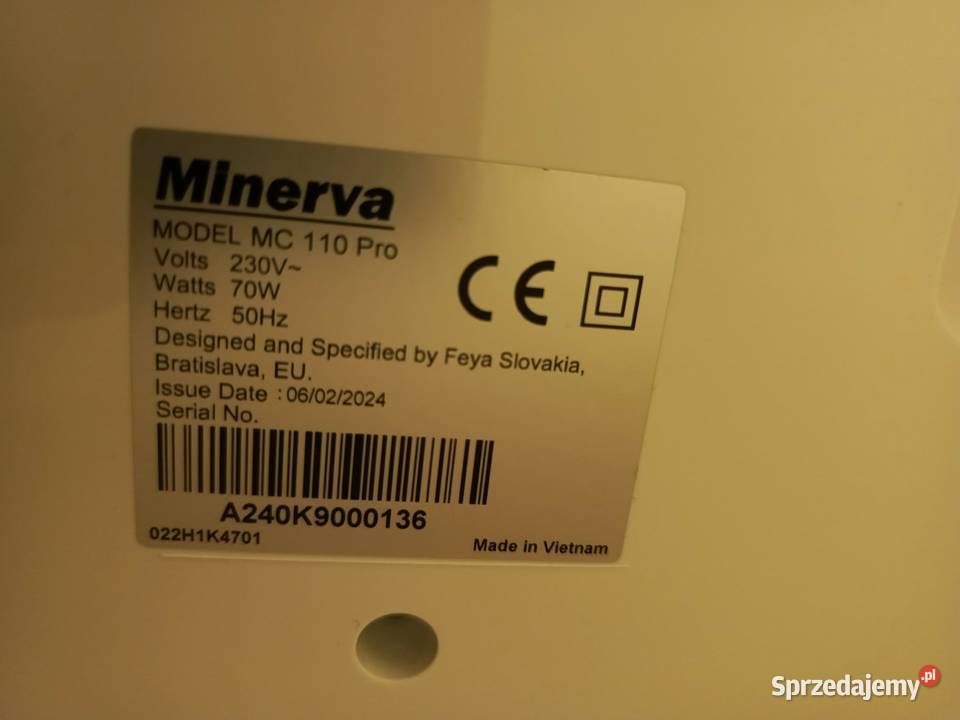 Minerva
MODEL MC 110 Pro
Volts 230V~
Watts 70W
Hertz 50Hz
CE
Designed and Specified by Feya Slovakia,
Bratislava, EU.
Issue Date : 06/02/2024
Serial No.
A240K9000136
022H1K4701
Made in Vietnam
Sprzedajemy.pl